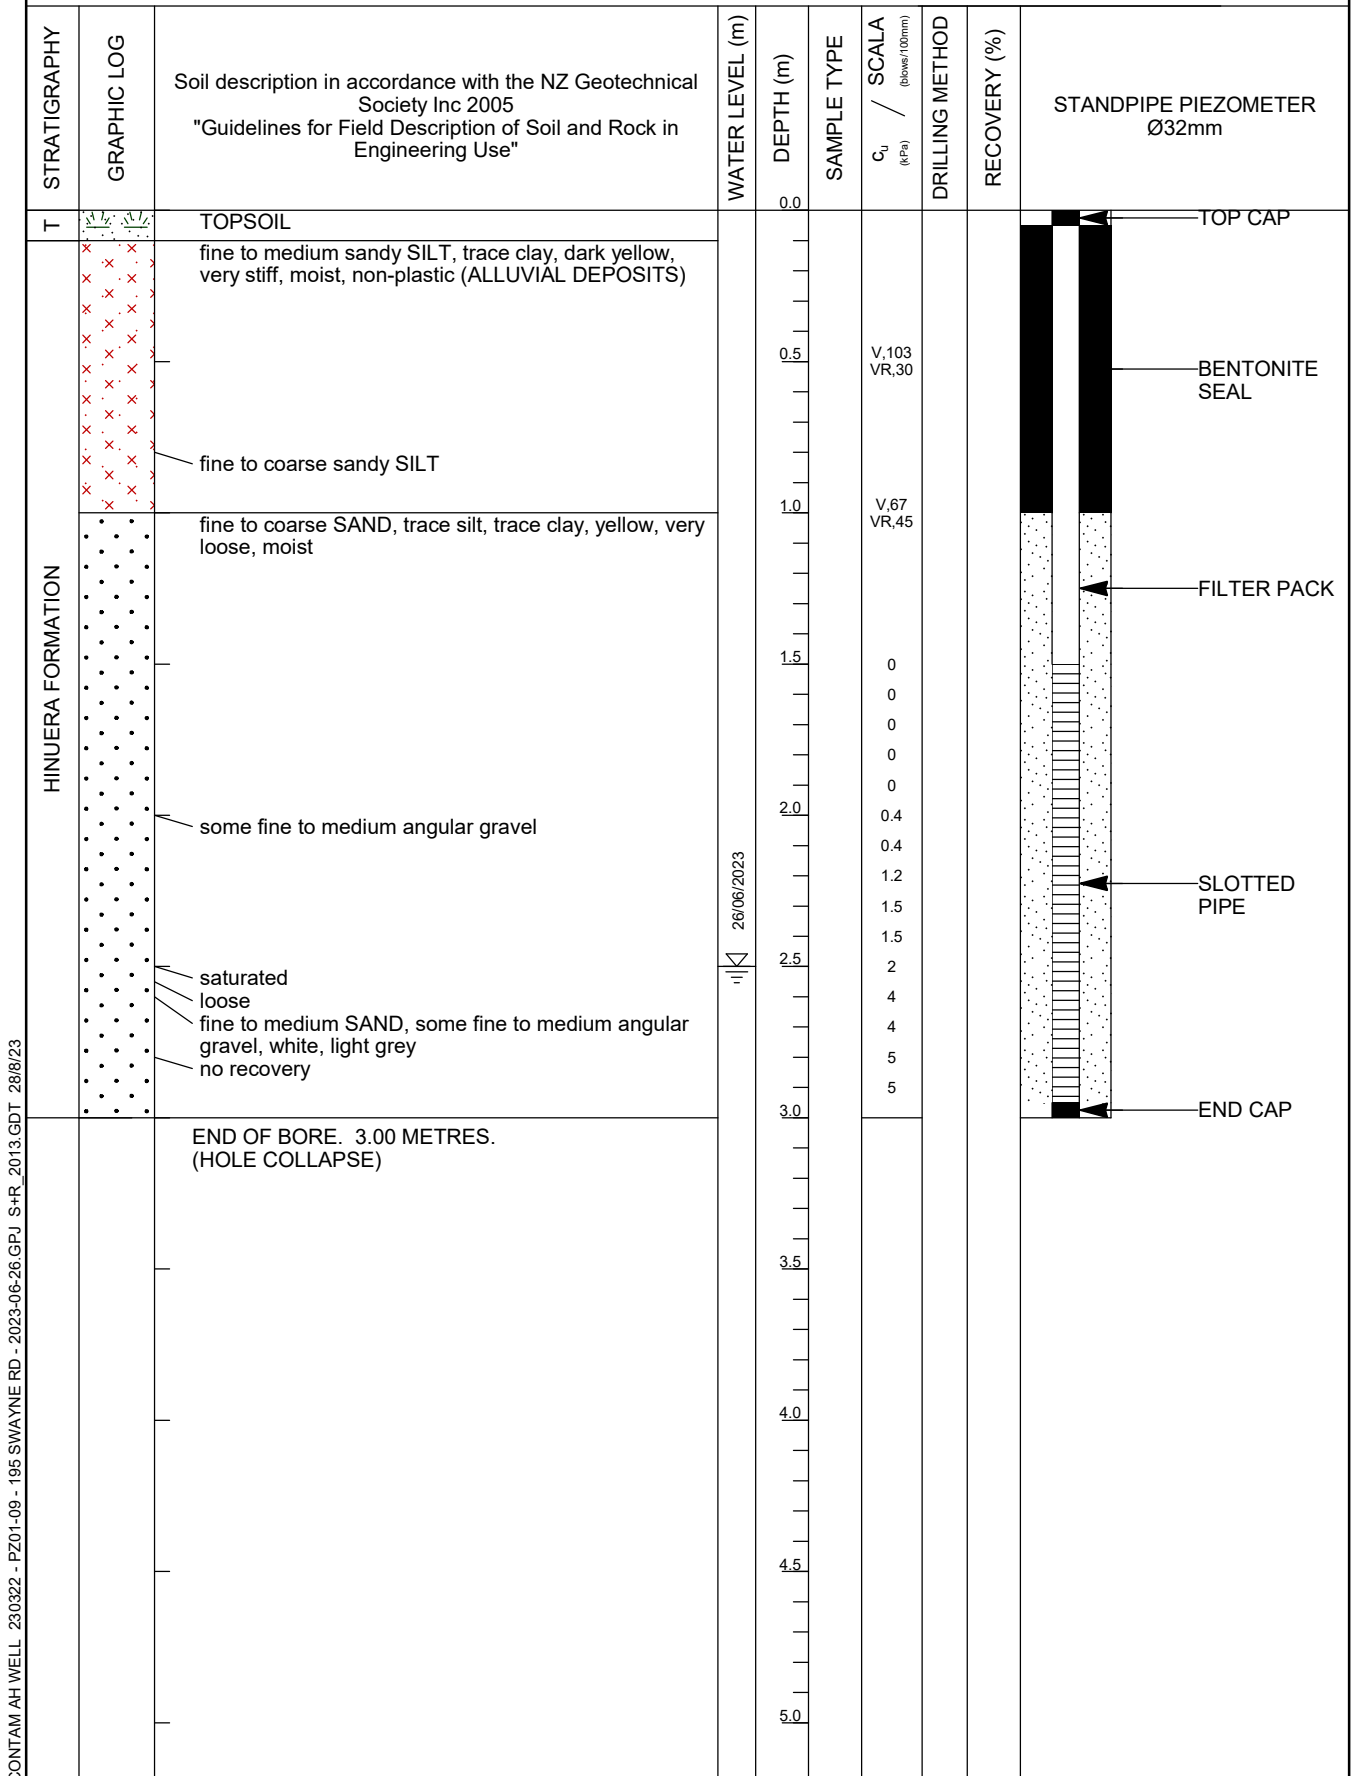 STRATIGRAPHY
GRAPHIC LOG
Soil description in accordance with the NZ Geotechnical
Society Inc 2005
"Guidelines for Field Description of Soil and Rock in
Engineering Use"
WATER LEVEL (m)
DEPTH (m)
SAMPLE TYPE
cu (kPa) / SCALA (blows/100mm)
DRILLING METHOD
RECOVERY (%)
STANDPIPE PIEZOMETER
Ø32mm
0.0
T
TOPSOIL
TOP CAP
fine to medium sandy SILT, trace clay, dark yellow,
very stiff, moist, non-plastic (ALLUVIAL DEPOSITS)
0.5
V,103
VR,30
BENTONITE
SEAL
fine to coarse sandy SILT
1.0
V,67
VR,45
fine to coarse SAND, trace silt, trace clay, yellow, very
loose, moist
FILTER PACK
HINUERA FORMATION
1.5
0
0
0
0
0
2.0
0.4
some fine to medium angular gravel
0.4
1.2
26/06/2023
SLOTTED
PIPE
1.5
1.5
2.5
2
saturated
loose
4
fine to medium SAND, some fine to medium angular
gravel, white, light grey
4
no recovery
5
5
3.0
END CAP
END OF BORE. 3.00 METRES.
(HOLE COLLAPSE)
3.5
4.0
4.5
5.0
CONTAM AH WELL 230322 - PZ01-09 - 195 SWAYNE RD - 2023-06-26.GPJ S+R_2013.GDT 28/8/23